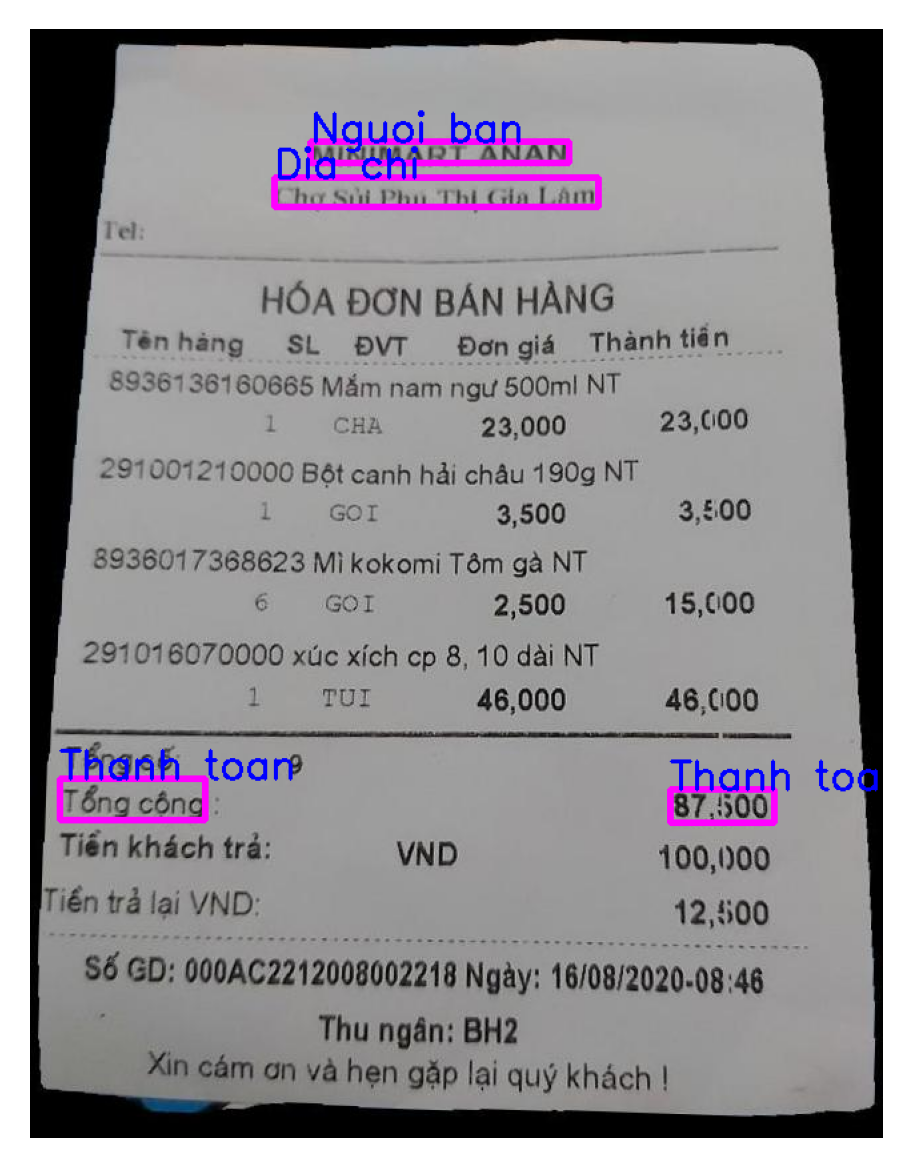 Nguoi ban
MINIMART ANAN
Dia chi
Chợ Sủi Phú Thị Gia Lâm
Tel:
HÓA ĐƠN BÁN HÀNG
Tên hàng SL ĐVT Đơn giá Thành tiền
8936136160665 Mắm nam ngư 500ml NT
1 CHA 23,000 23,000
291001210000 Bột canh hải châu 190g NT
1 GOI 3,500 3,500
8936017368623 Mì kokomi Tôm gà NT
6 GOI 2,500 15,000
291016070000 xúc xích cp 8, 10 dài NT
1 TUI 46,000 46,000
Tổng số: 9
Thanh toan Thanh toa
Tổng cộng : 87,500
Tiền khách trả: VND 100,000
Tiền trả lại VND: 12,500
Số GD: 000AC2212008002218 Ngày: 16/08/2020-08:46
Thu ngân: BH2
Xin cám ơn và hẹn gặp lại quý khách !